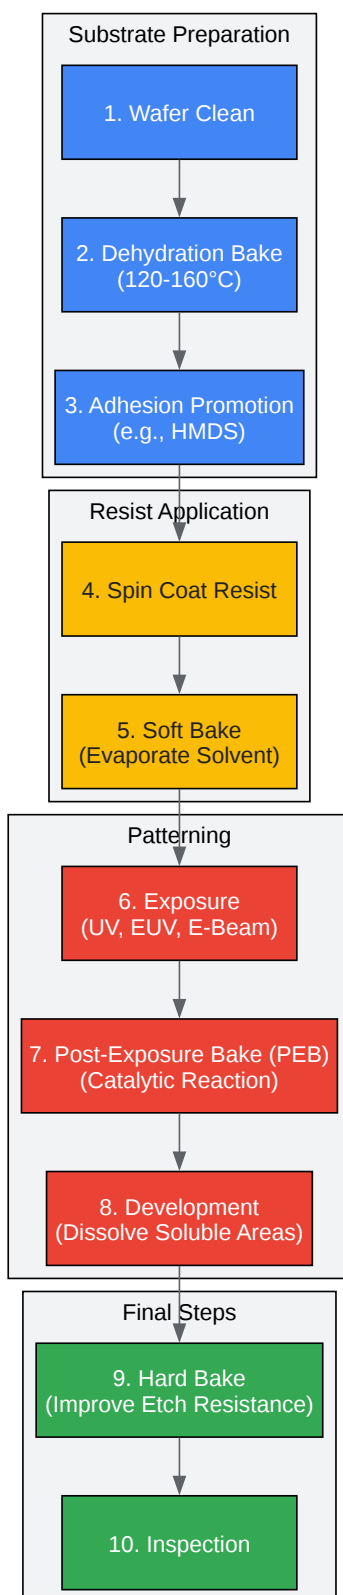 Substrate Preparation
1. Wafer Clean
2. Dehydration Bake
(120-160°C)
3. Adhesion Promotion
(e.g., HMDS)
Resist Application
4. Spin Coat Resist
5. Soft Bake
(Evaporate Solvent)
Patterning
6. Exposure
(UV, EUV, E-Beam)
7. Post-Exposure Bake (PEB)
(Catalytic Reaction)
8. Development
(Dissolve Soluble Areas)
Final Steps
9. Hard Bake
(Improve Etch Resistance)
10. Inspection